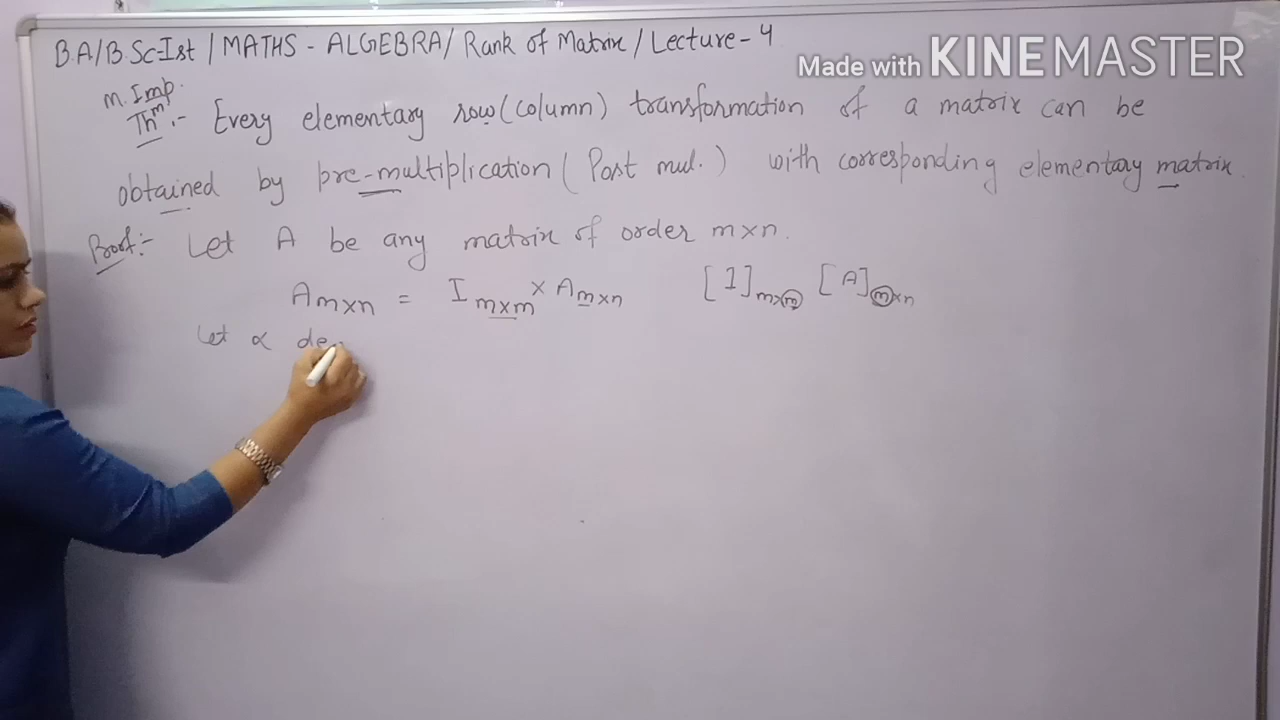 B.A/B.Sc-Ist / MATHS - ALGEBRA / Rank of Matrix / Lecture - 4
Made with KINEMASTER
M. Imp.
Thm :- Every elementary row (column) transformation of a matrix can be
obtained by pre-multiplication ( Post mul. ) with corresponding elementary matrix.
Proof :- Let A be any matrix of order m×n.
A m×n = I m×m × A m×n [I] m×m [A] m×n
Let ∝ de